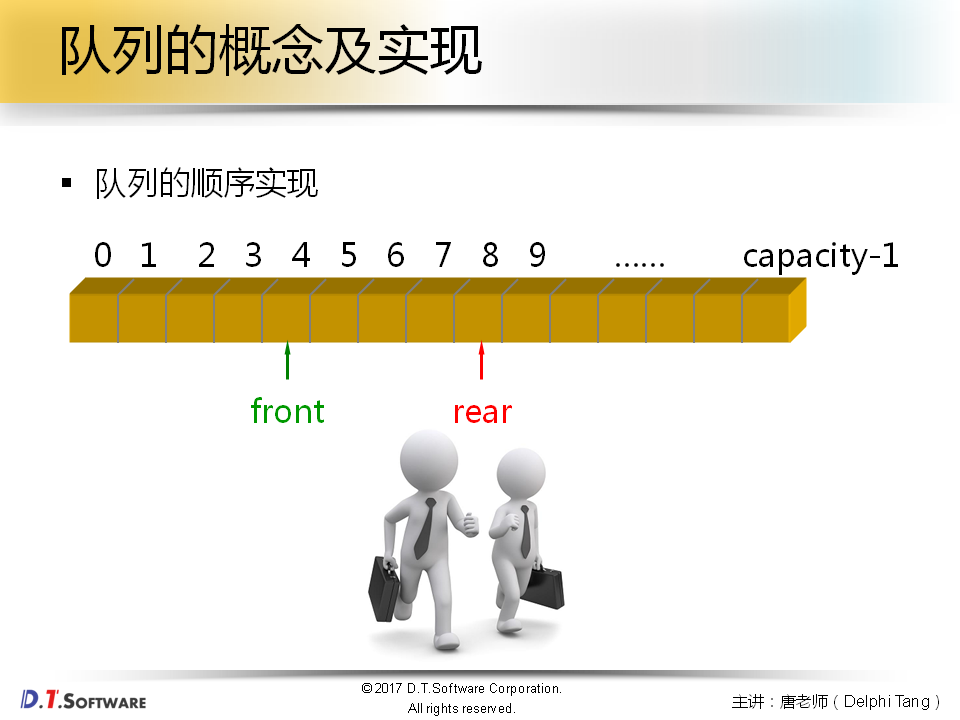 队列的概念及实现
▪ 队列的顺序实现
0 1 2 3 4 5 6 7 8 9 …… capacity-1
front rear
©2017 D.T.Software Corporation.
All rights reserved.
D.T.SOFTWARE
主讲：唐老师（Delphi Tang）